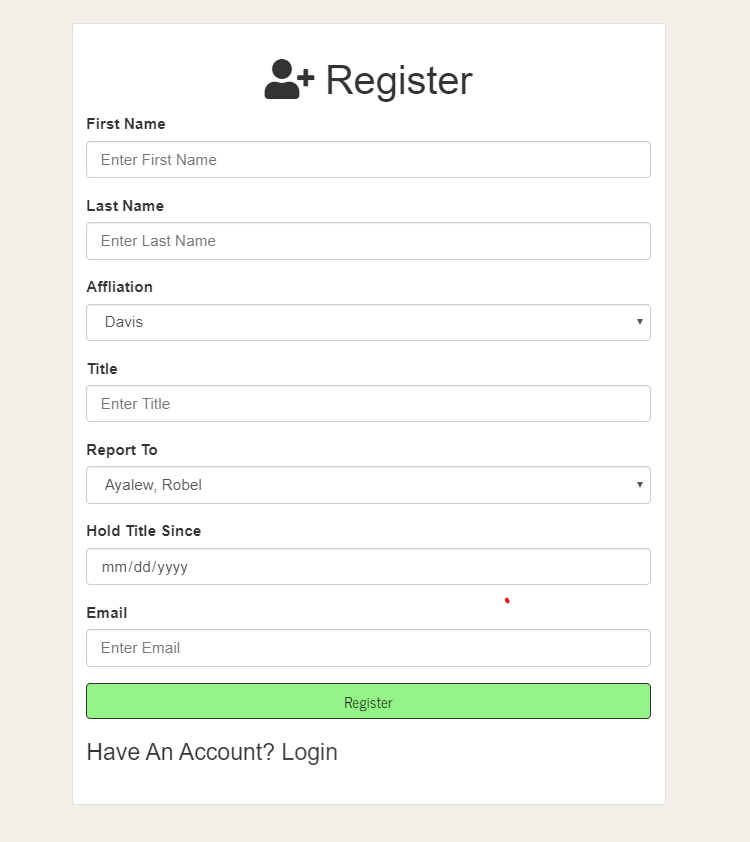 Register
First Name
Enter First Name
Last Name
Enter Last Name
Affliation
Davis
Title
Enter Title
Report To
Ayalew, Robel
Hold Title Since
mm/dd/yyyy
Email
Enter Email
Register
Have An Account? Login